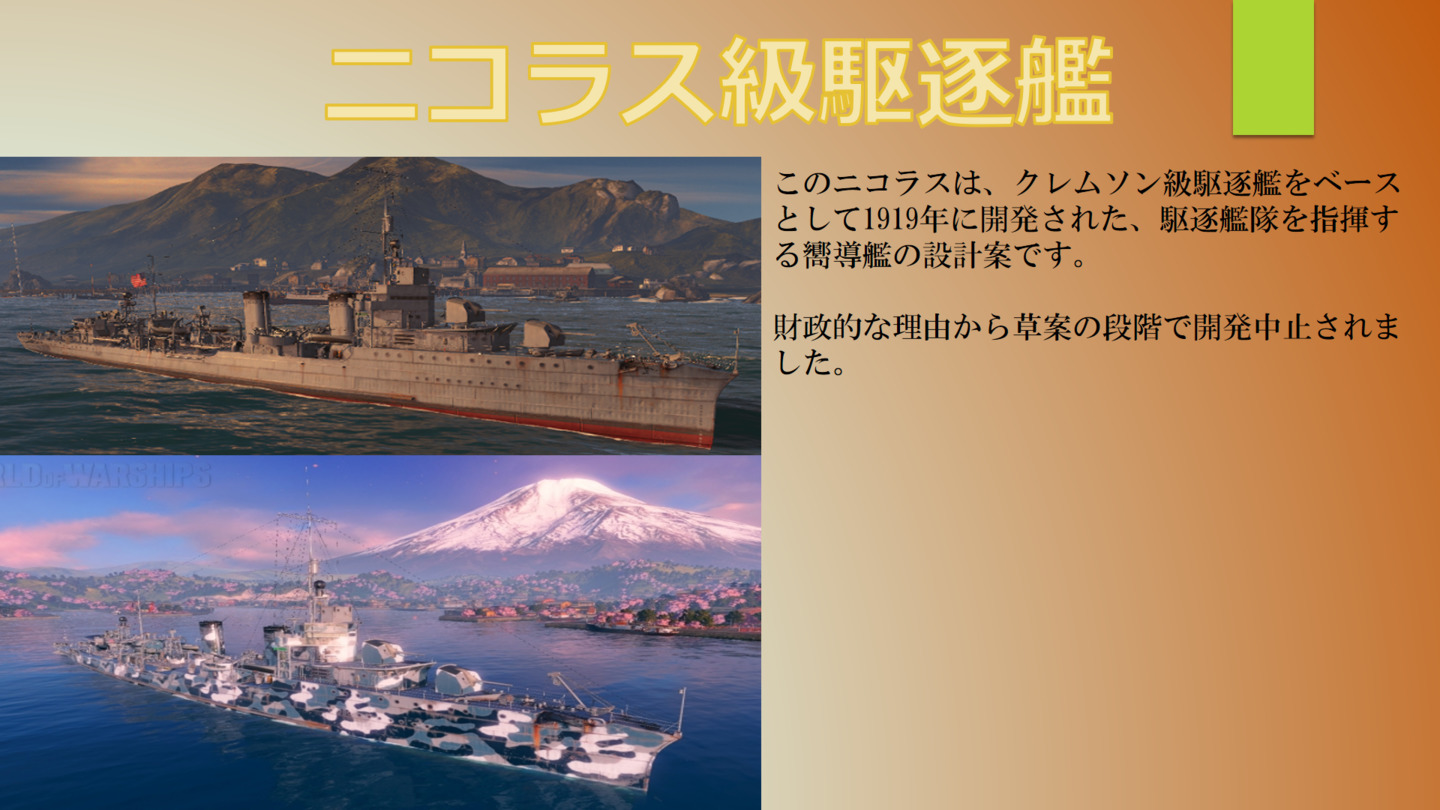 ニコラス級駆逐艦
このニコラスは、クレムソン級駆逐艦をベース
として1919年に開発された、駆逐艦隊を指揮す
る嚮導艦の設計案です。
財政的な理由から草案の段階で開発中止されま
した。
RLD OF WARSHIPS